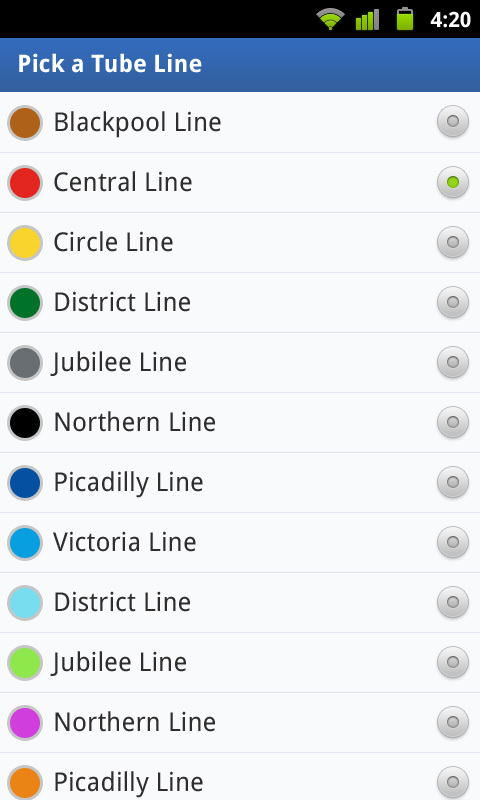 4:20
Pick a Tube Line
Blackpool Line
Central Line
Circle Line
District Line
Jubilee Line
Northern Line
Picadilly Line
Victoria Line
District Line
Jubilee Line
Northern Line
Picadilly Line